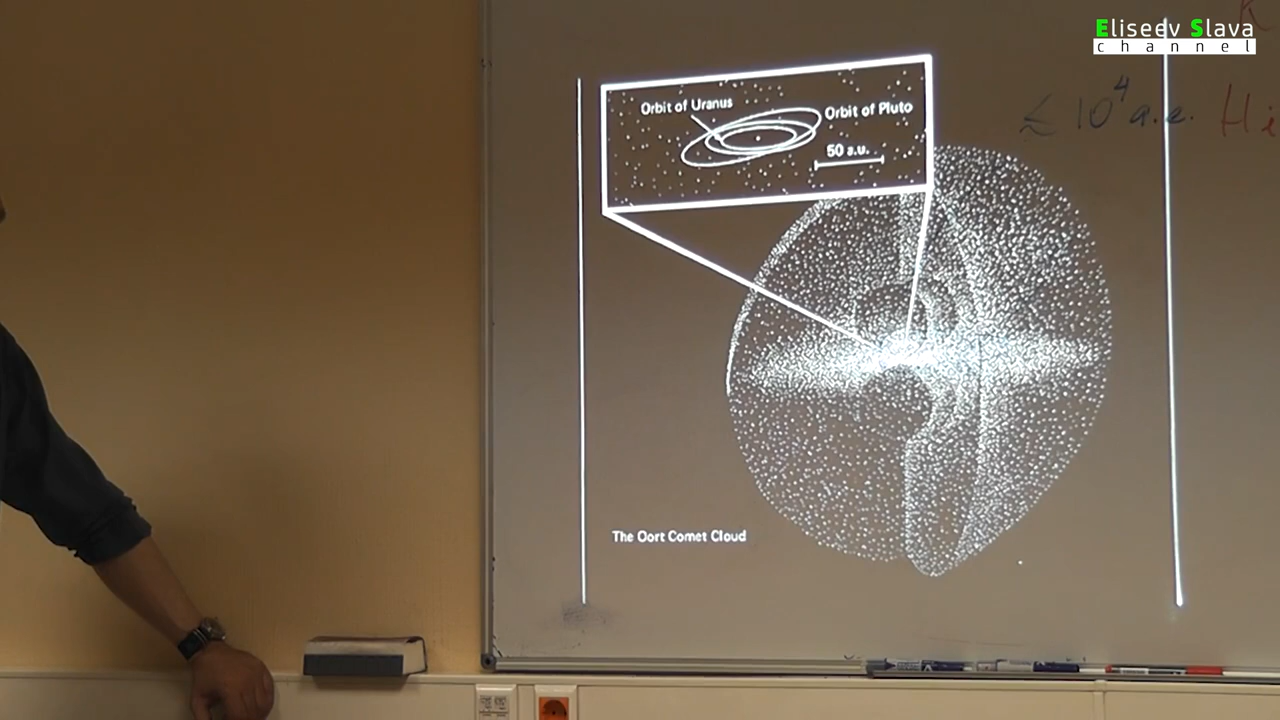 Eliseev Slava
channel
Orbit of Uranus
Orbit of Pluto
50 a.u.
≲ 10⁴ a.e.
The Oort Comet Cloud